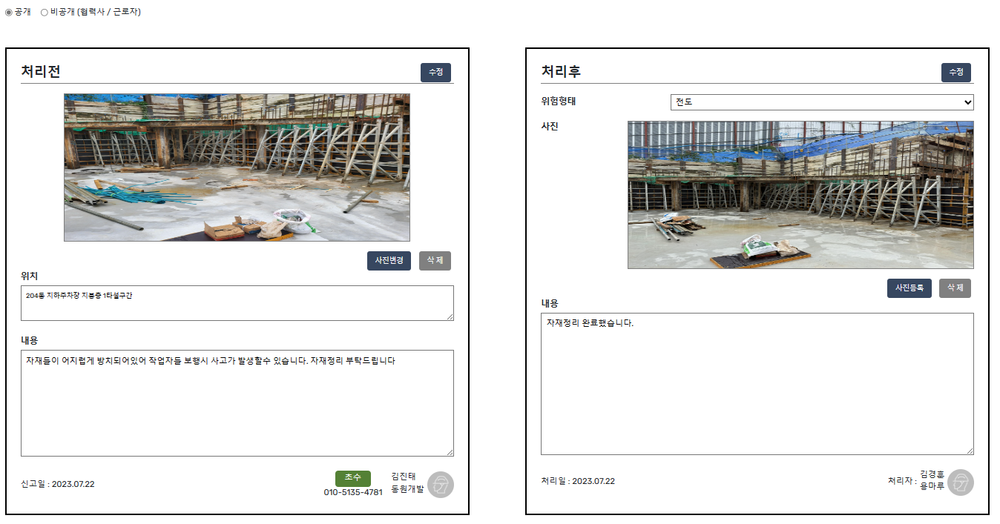 공개 비공개 (협력사 / 근로자)
처리전
수정
사진변경 삭 제
위치
204동 지하주차장 지붕층 1타설구간
내용
자재들이 어지럽게 방치되어있어 작업자들 보행시 사고가 발생할수 있습니다. 자재정리 부탁드립니다
신고일 : 2023.07.22
초수
010-5135-4781
김진태
동원개발
처리후
수정
위험형태
전도
사진
사진등록 삭 제
내용
자재정리 완료했습니다.
처리일 : 2023.07.22
처리자 :
김경훈
용마루